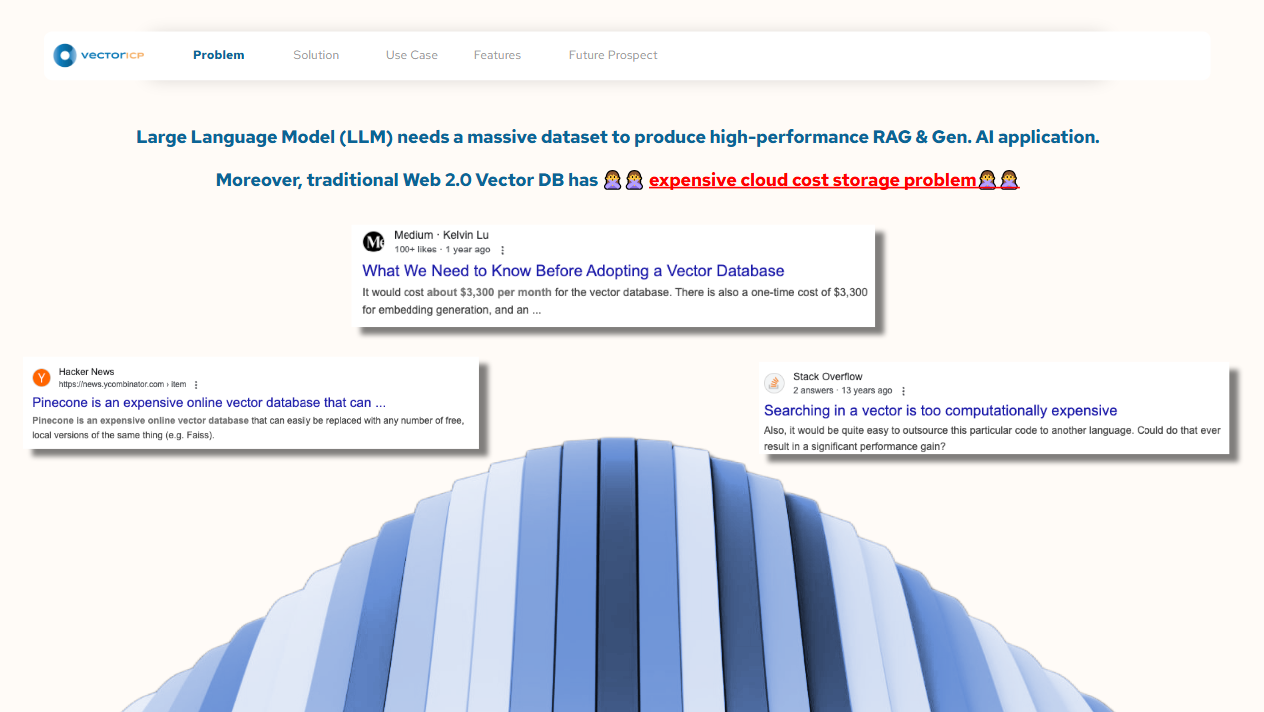 VECTORICP Problem Solution Use Case Features Future Prospect
Large Language Model (LLM) needs a massive dataset to produce high-performance RAG & Gen. AI application.
Moreover, traditional Web 2.0 Vector DB has 🤦‍♀️🤦‍♀️ expensive cloud cost storage problem🤦‍♀️🤦‍♀️
Medium · Kelvin Lu
100+ likes · 1 year ago
What We Need to Know Before Adopting a Vector Database
It would cost about $3,300 per month for the vector database. There is also a one-time cost of $3,300
for embedding generation, and an ...
Hacker News
https://news.ycombinator.com › item
Pinecone is an expensive online vector database that can ...
Pinecone is an expensive online vector database that can easily be replaced with any number of free,
local versions of the same thing (e.g. Faiss).
Stack Overflow
2 answers · 13 years ago
Searching in a vector is too computationally expensive
Also, it would be quite easy to outsource this particular code to another language. Could do that ever
result in a significant performance gain?